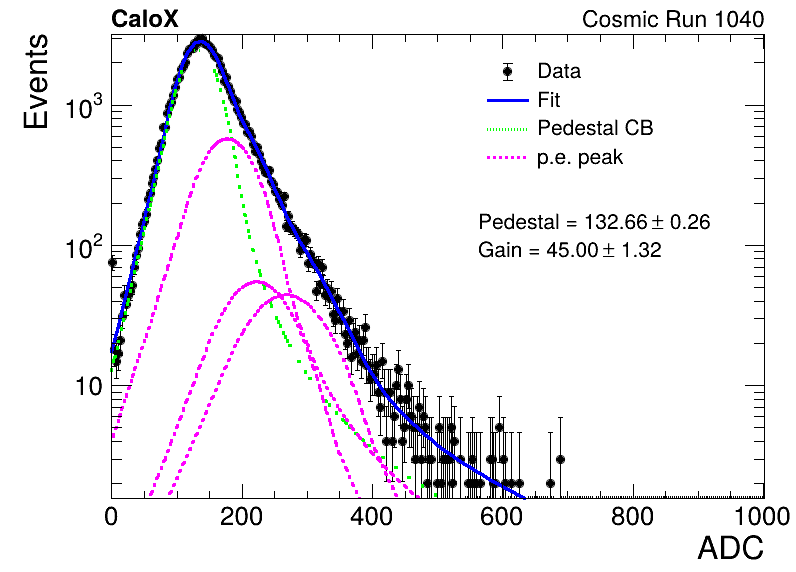 CaloX Cosmic Run 1040
Events
Data
Fit
Pedestal CB
p.e. peak
Pedestal = 132.66 ± 0.26
Gain = 45.00 ± 1.32
10³
10²
10
0 200 400 600 800 1000
ADC